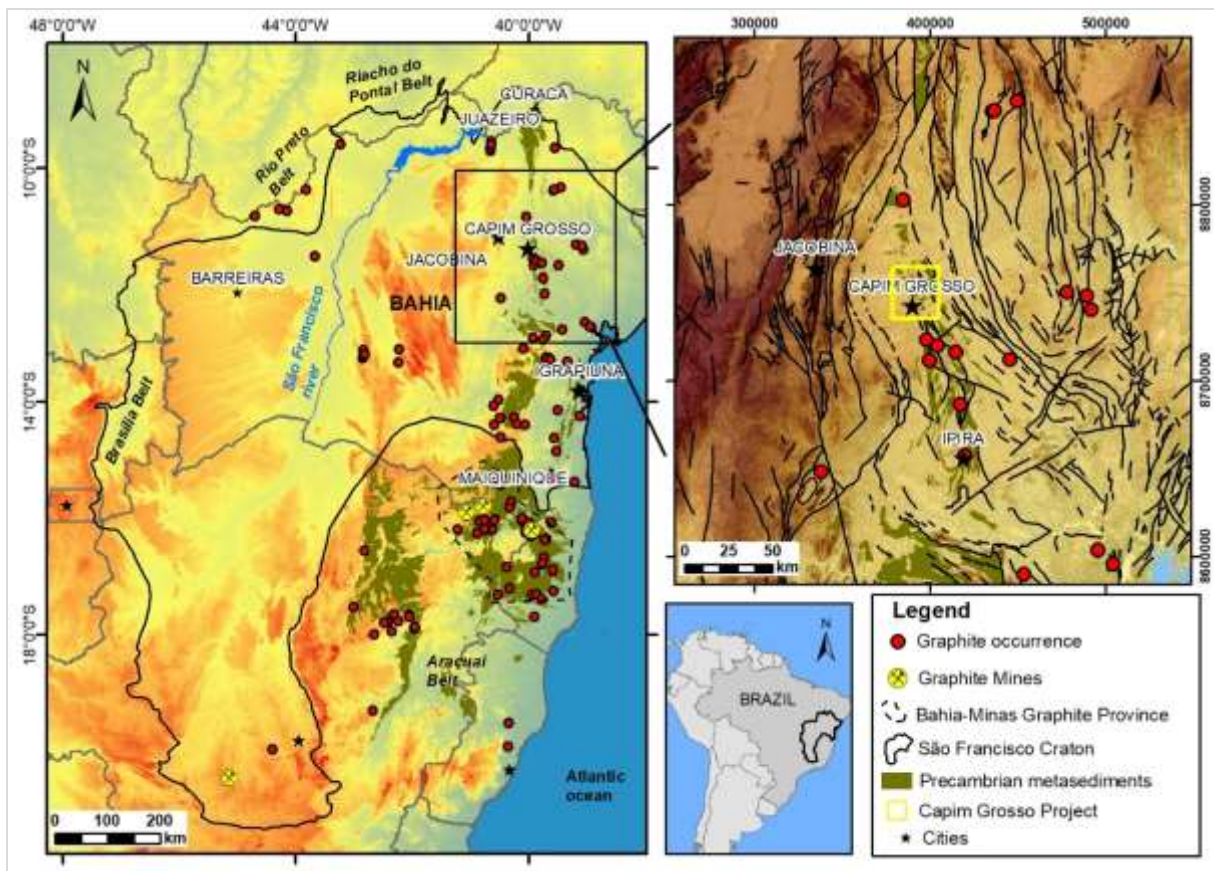 48°0'0"W
44°0'0"W
40°0'0"W
N
Riacho do
Pontal Belt
CURAÇA
JUAZEIRO
Rio Preto
Belt
10°0'0"S
CAPIM GROSSO
JACOBINA
BARREIRAS
BAHIA
São Francisco
river
GRAPIUNA
14°0'0"S
Brasilia Belt
MAIQUINIQUE
18°0'0"S
Araçuai
Belt
Atlantic
ocean
0 50 100 200
km
300000
400000
500000
N
8800000
JACOBINA
CAPIM GROSSO
8700000
IPIRA
8600000
0 25 50
km
N
BRAZIL
Legend
Graphite occurrence
Graphite Mines
Bahia-Minas Graphite Province
São Francisco Craton
Precambrian metasediments
Capim Grosso Project
Cities